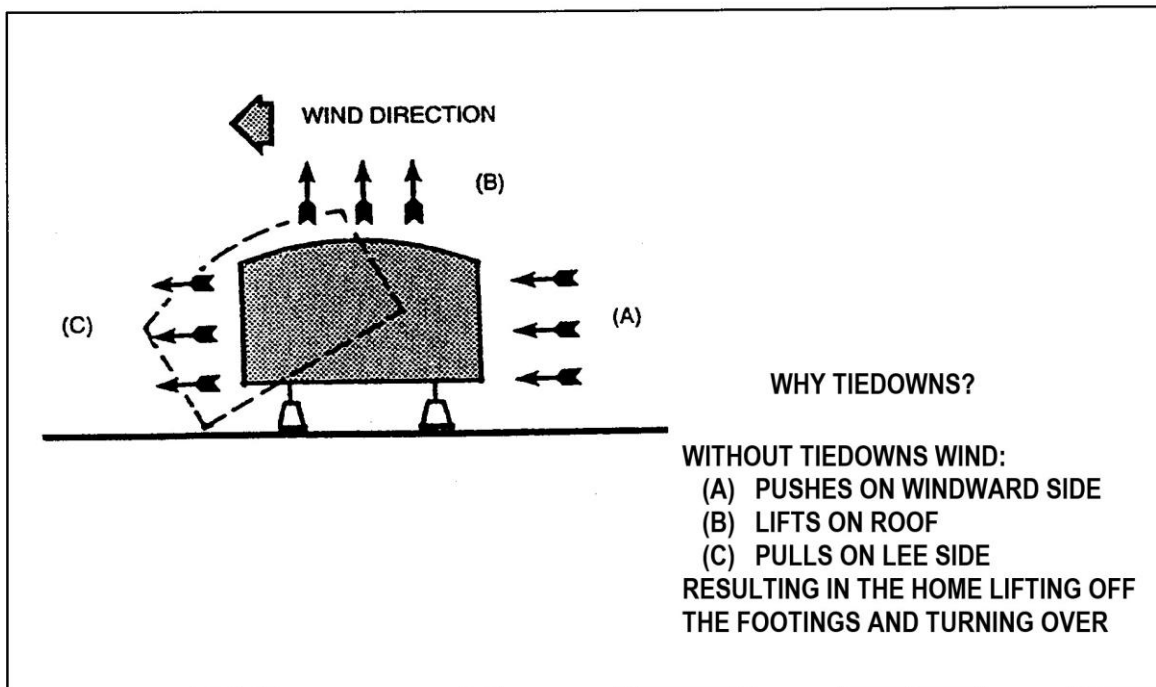 WIND DIRECTION
(B)
(C)
(A)
WHY TIEDOWNS?
WITHOUT TIEDOWNS WIND:
(A) PUSHES ON WINDWARD SIDE
(B) LIFTS ON ROOF
(C) PULLS ON LEE SIDE
RESULTING IN THE HOME LIFTING OFF
THE FOOTINGS AND TURNING OVER